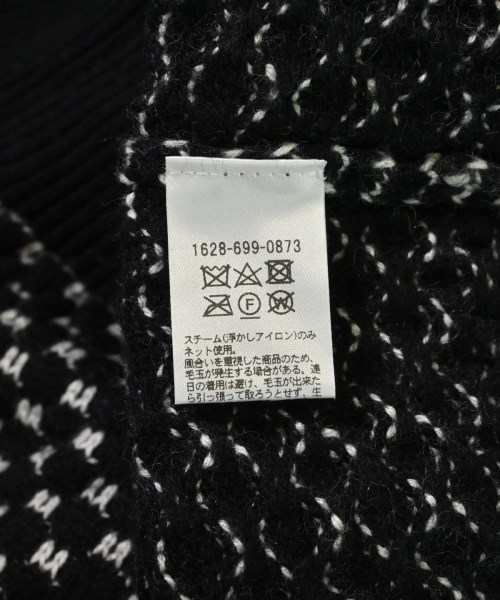 1628-699-0873
F W
スチーム(浮かしアイロン)のみ
ネット使用。
風合いを重視した商品のため、
毛玉が発生する場合がある。連
日の着用は避け、毛玉が出来た
ら引っ張って取ろうとせず、生